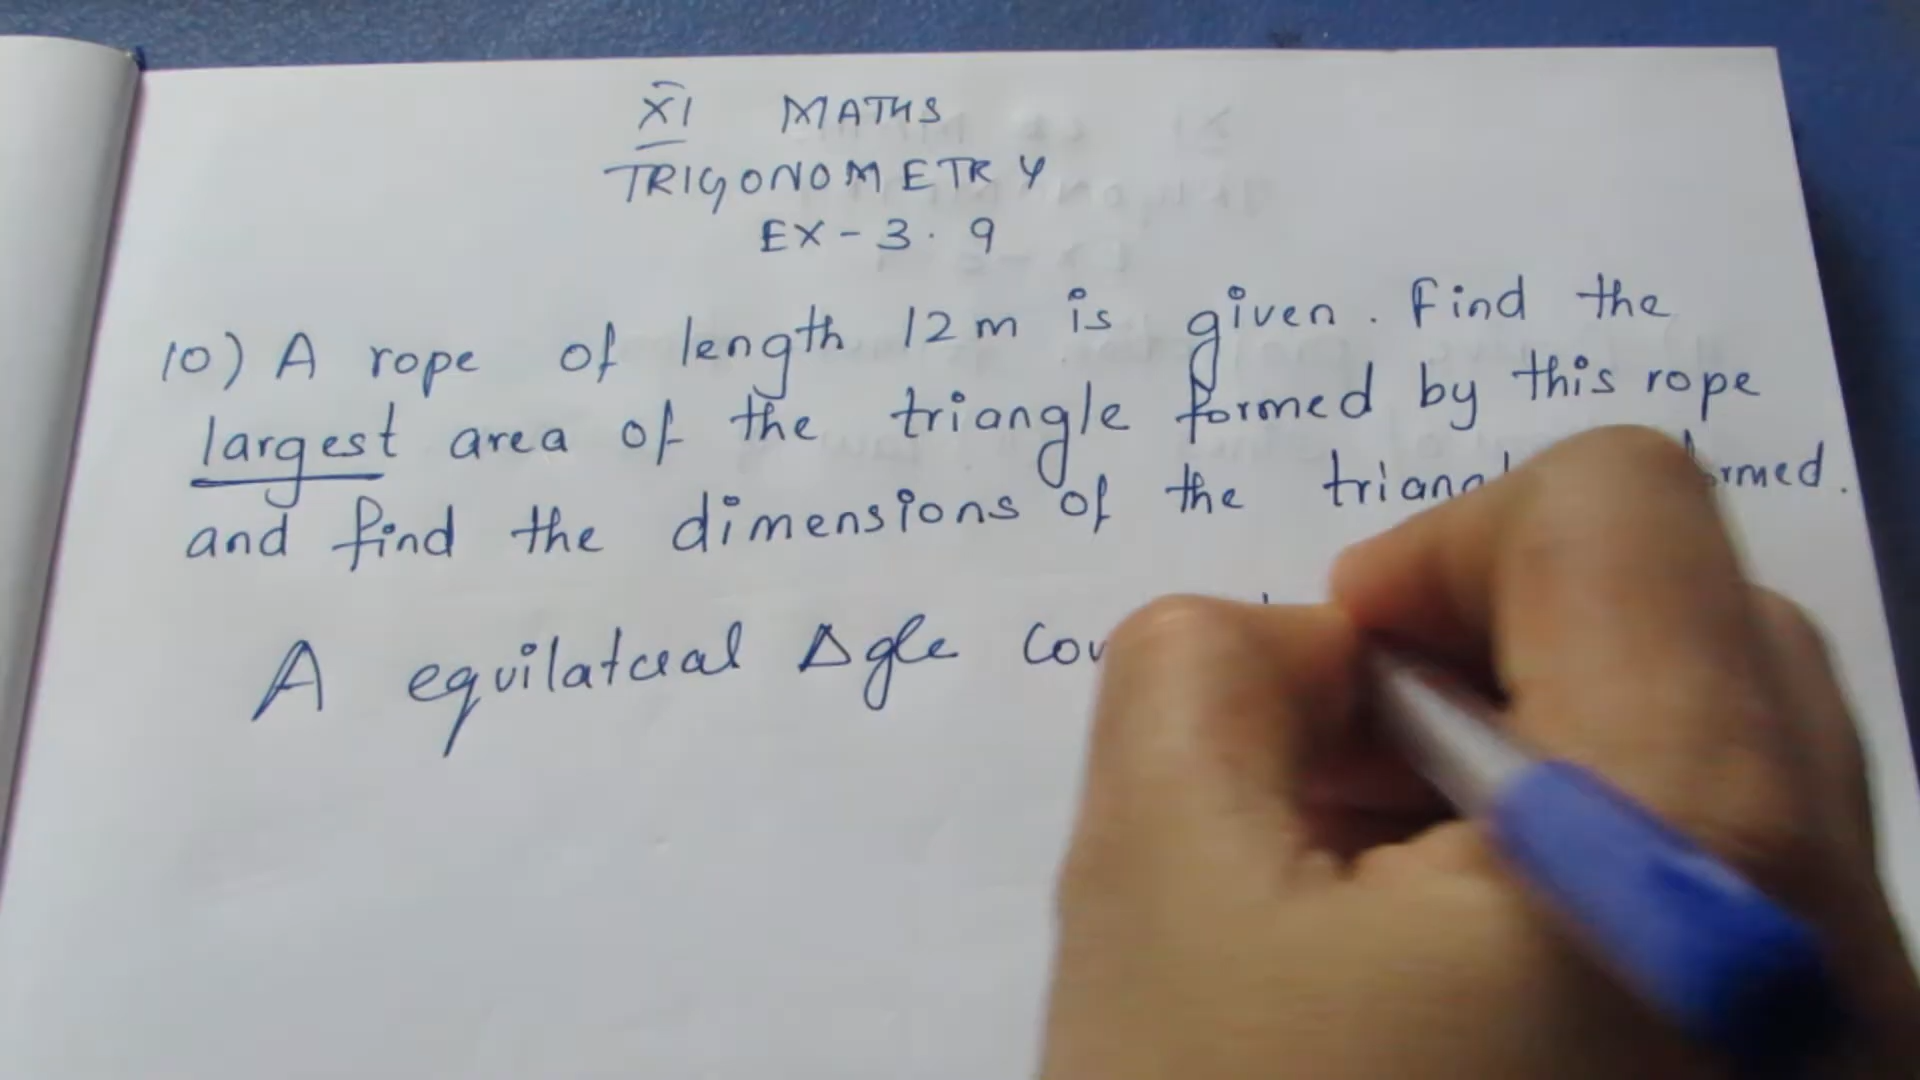 XI MATHS
TRIGONOMETRY
EX - 3.9
10) A rope of length 12m is given. Find the
largest area of the triangle formed by this rope
and find the dimensions of the
A equilateral Δgle